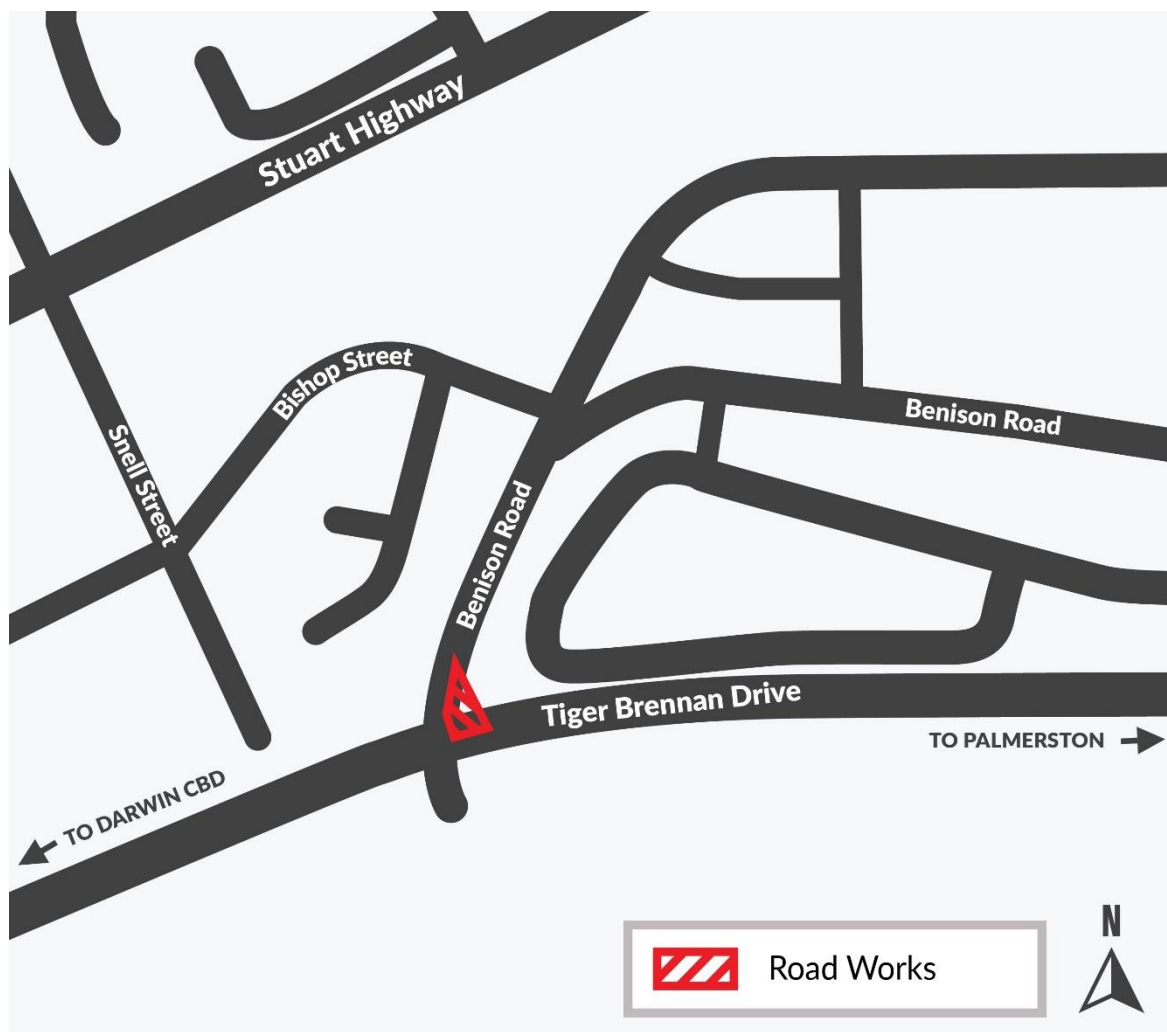 Stuart Highway
Bishop Street
Benison Road
Snell Street
Benison Road
Tiger Brennan Drive
TO PALMERSTON
TO DARWIN CBD
N
Road Works